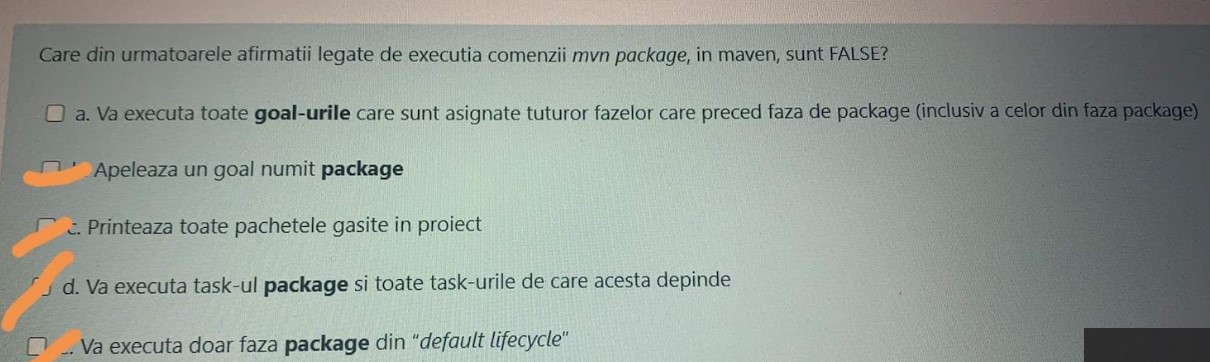 Care din urmatoarele afirmatii legate de executia comenzii mvn package, in maven, sunt FALSE?
a. Va executa toate goal-urile care sunt asignate tuturor fazelor care preced faza de package (inclusiv a celor din faza package)
Apeleaza un goal numit package
c. Printeaza toate pachetele gasite in proiect
d. Va executa task-ul package si toate task-urile de care acesta depinde
Va executa doar faza package din "default lifecycle"